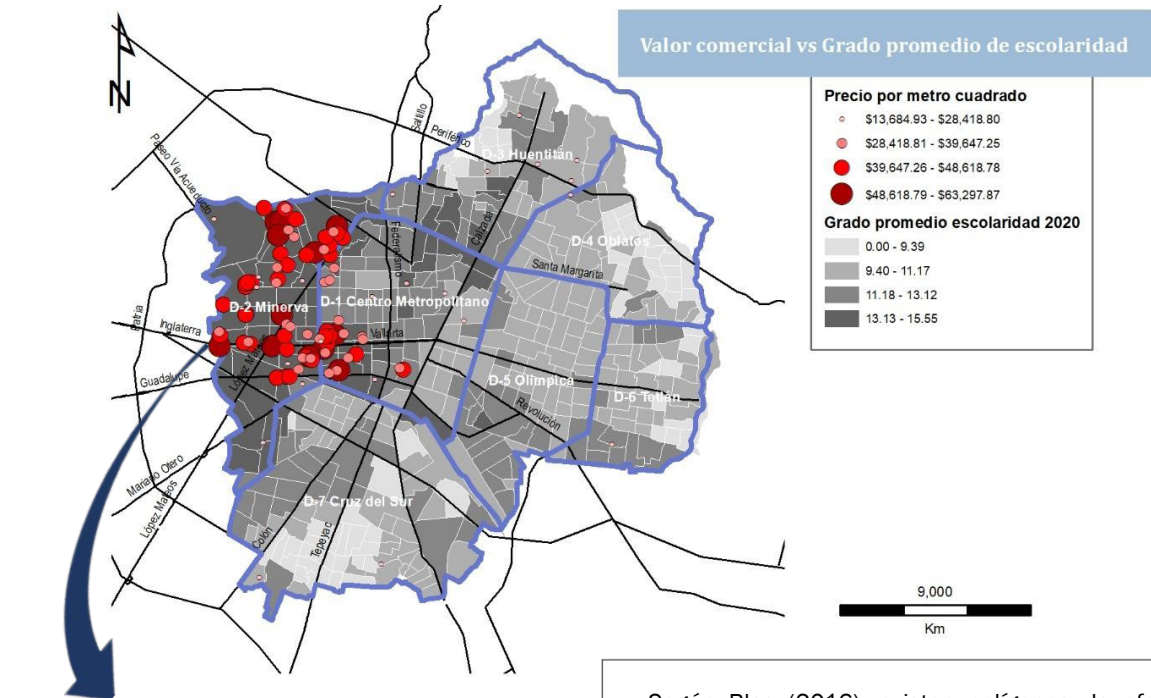 Valor comercial vs Grado promedio de escolaridad
N
Precio por metro cuadrado
$13,684.93 - $28,418.80
$28,418.81 - $39,647.25
$39,647.26 - $48,618.78
$48,618.79 - $63,297.87
Grado promedio escolaridad 2020
0.00 - 9.39
9.40 - 11.17
11.18 - 13.12
13.13 - 15.55
Saltillo
Periférico
D-3 Huentitán
Paseo Vía Acueducto
Calzada
Federalismo
D-4 Oblatos
Santa Margarita
D-2 Minerva
D-1 Centro Metropolitano
Patria
Inglaterra
Vallarta
López Mateos
Guadalupe
D-5 Olímpica
D-6 Tetlán
Revolución
Mariano Otero
López Mateos
D-7 Cruz del Sur
Colón
Tepeyac
9,000
Km